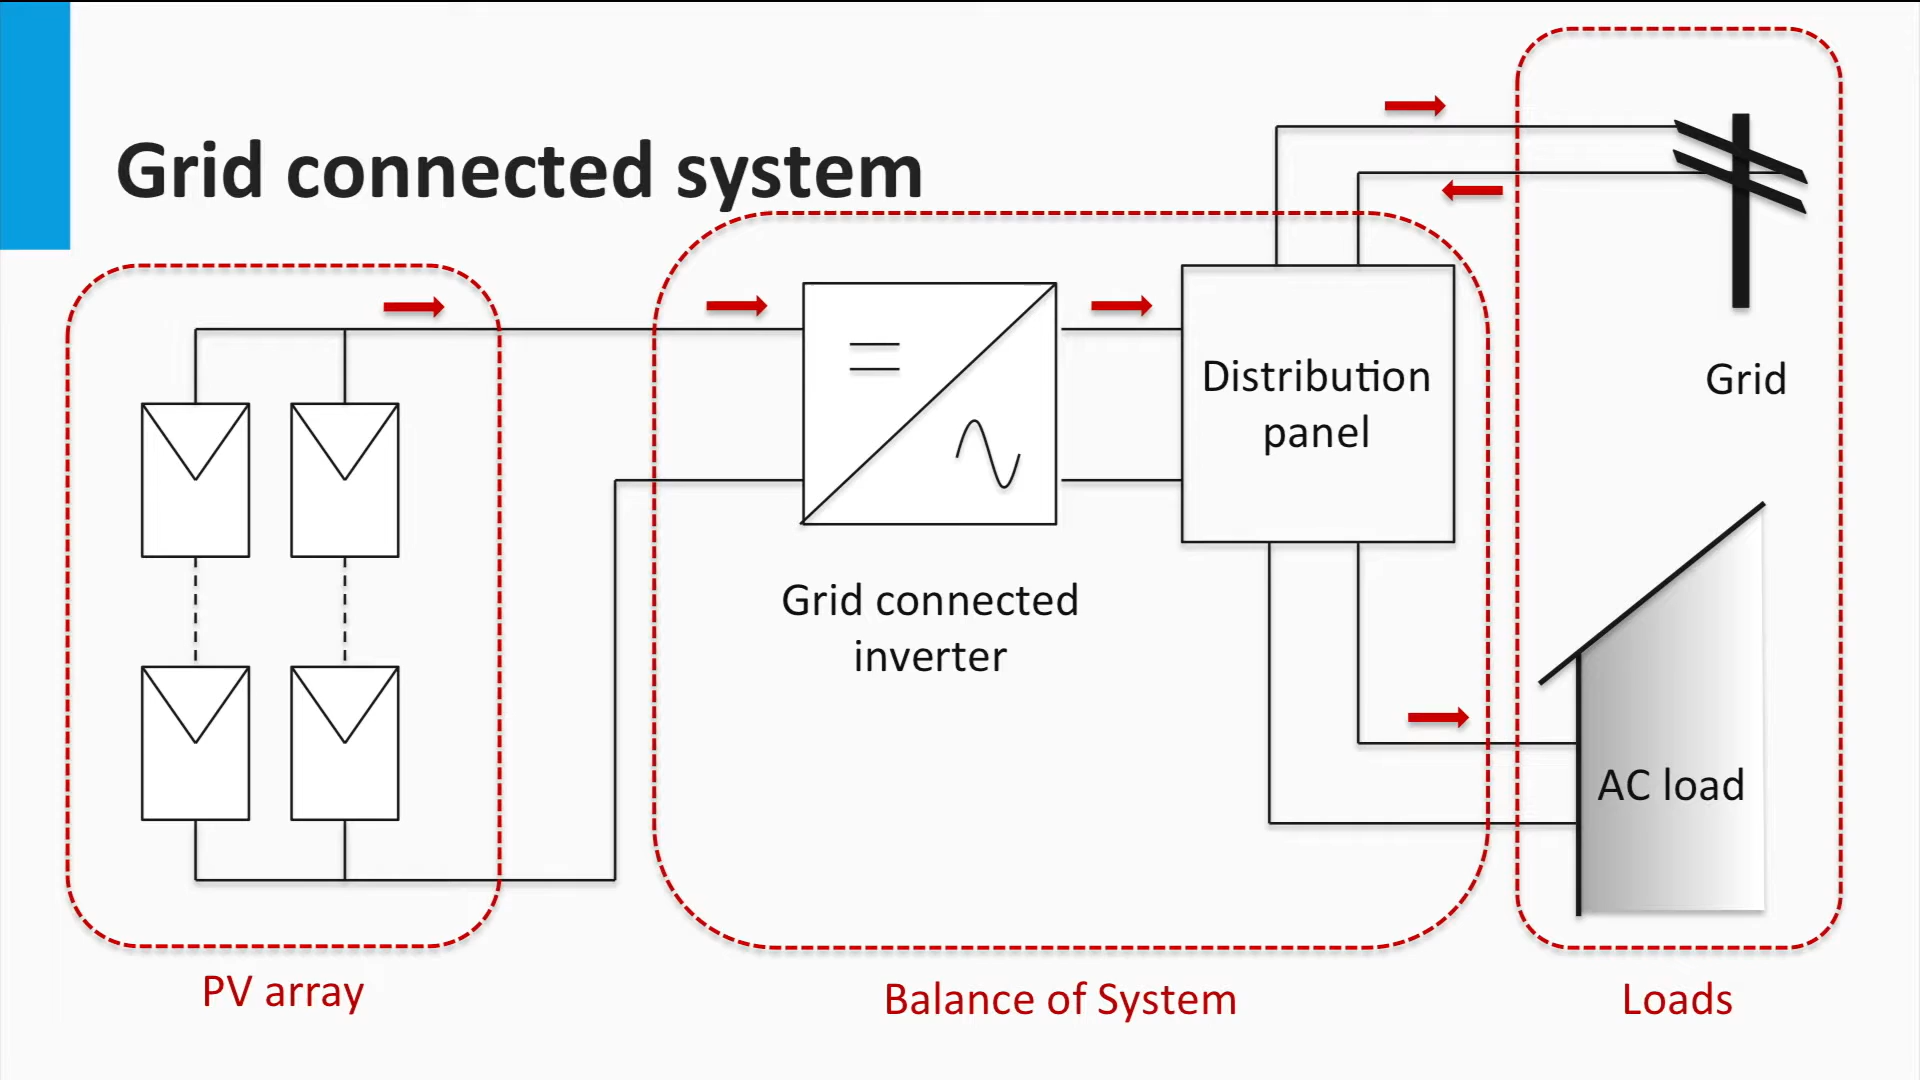 Grid connected system
Distribution
panel
Grid
Grid connected
inverter
AC load
PV array
Balance of System
Loads